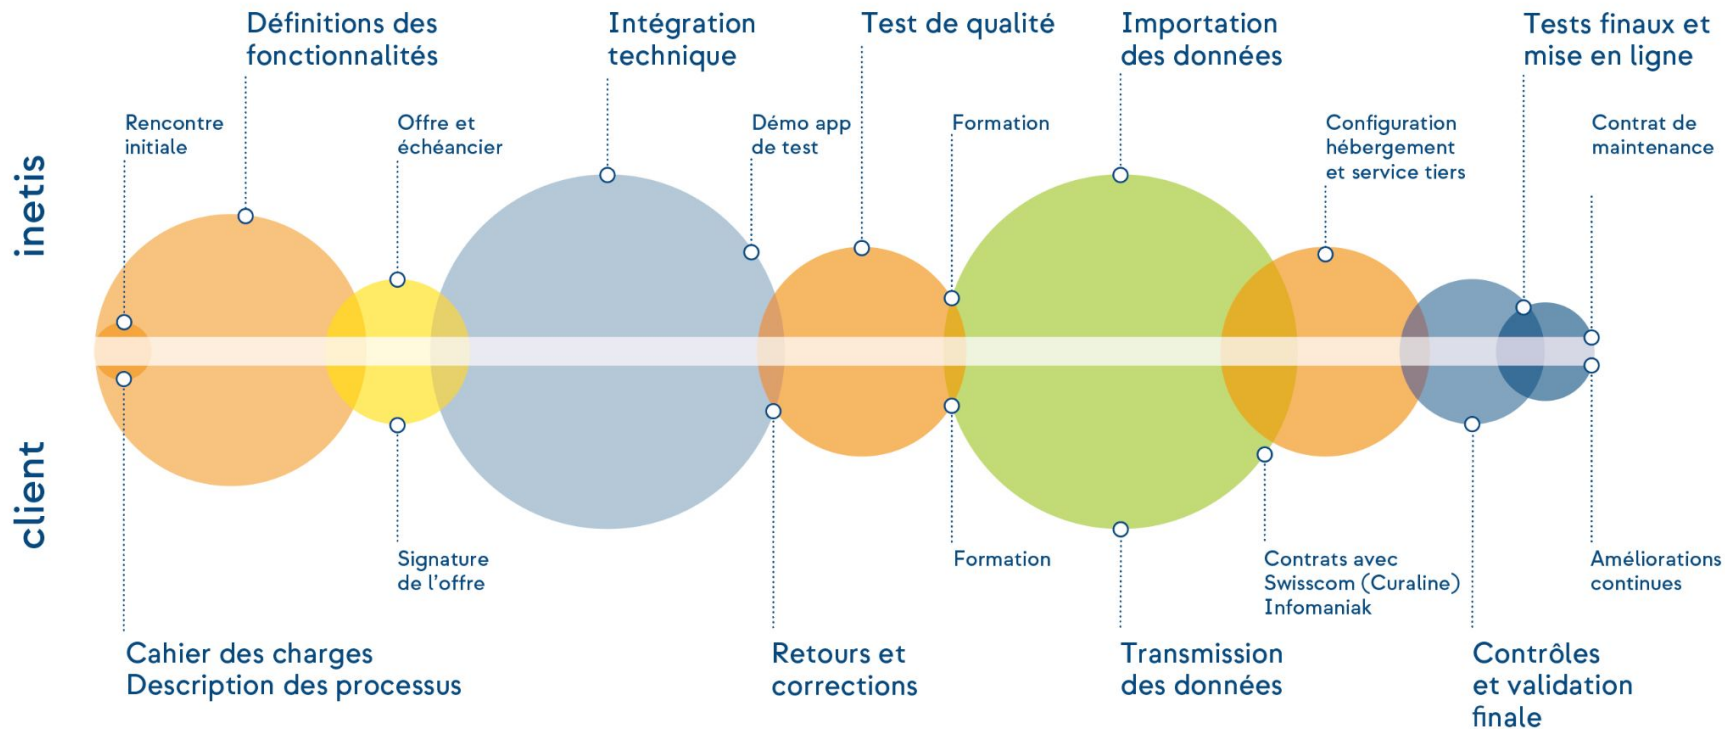 Définitions des
fonctionnalités
Intégration
technique
Test de qualité
Importation
des données
Tests finaux et
mise en ligne
Rencontre
initiale
Offre et
échéancier
Démo app
de test
Formation
Configuration
hébergement
et service tiers
Contrat de
maintenance
inetis
client
Signature
de l'offre
Formation
Contrats avec
Swisscom (Curaline)
Infomaniak
Améliorations
continues
Cahier des charges
Description des processus
Retours et
corrections
Transmission
des données
Contrôles
et validation
finale